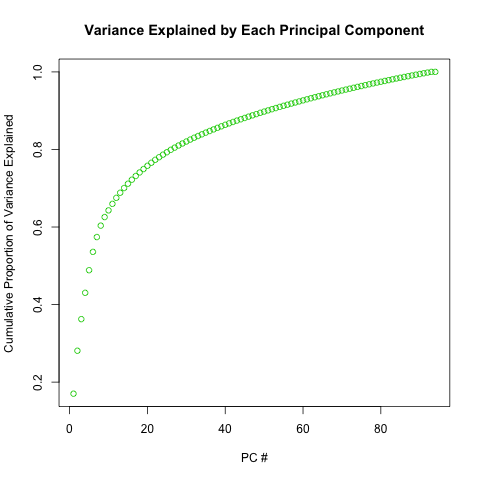 Variance Explained by Each Principal Component
Cumulative Proportion of Variance Explained
1.0
0.8
0.6
0.4
0.2
0 20 40 60 80
PC #